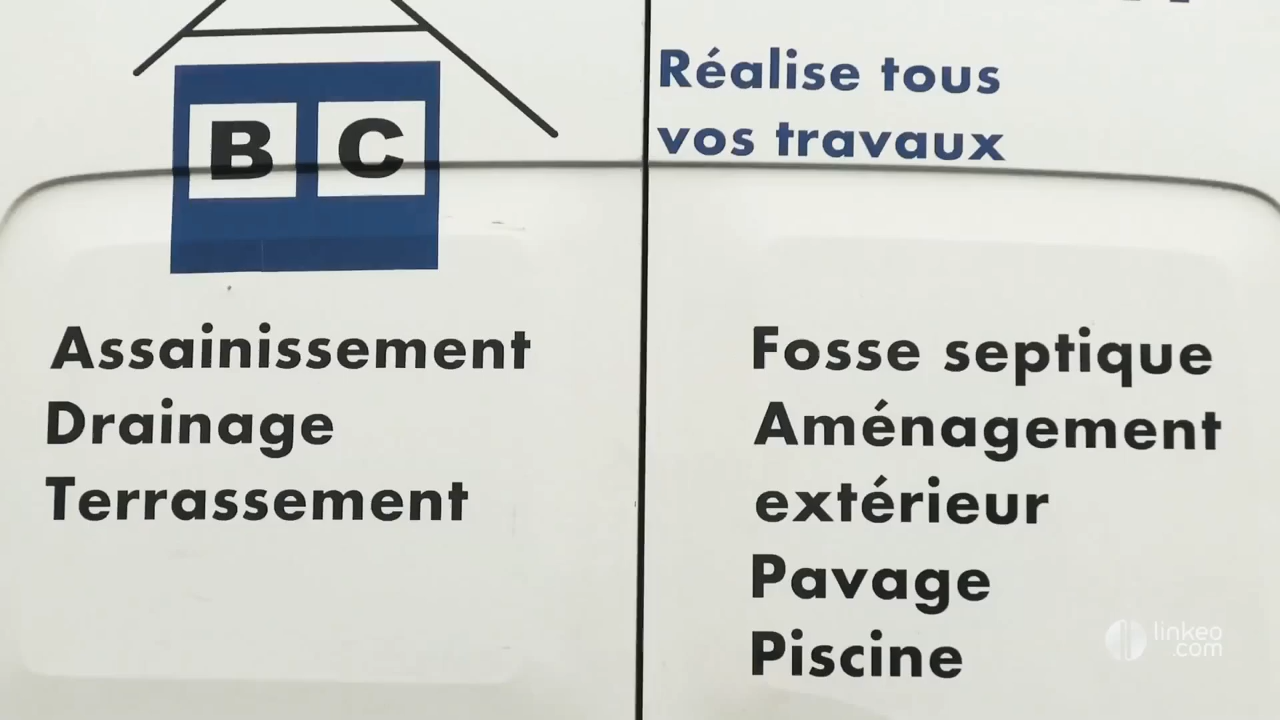 B C
Réalise tous
vos travaux
Assainissement
Drainage
Terrassement
Fosse septique
Aménagement
extérieur
Pavage
Piscine
linkeo
.com